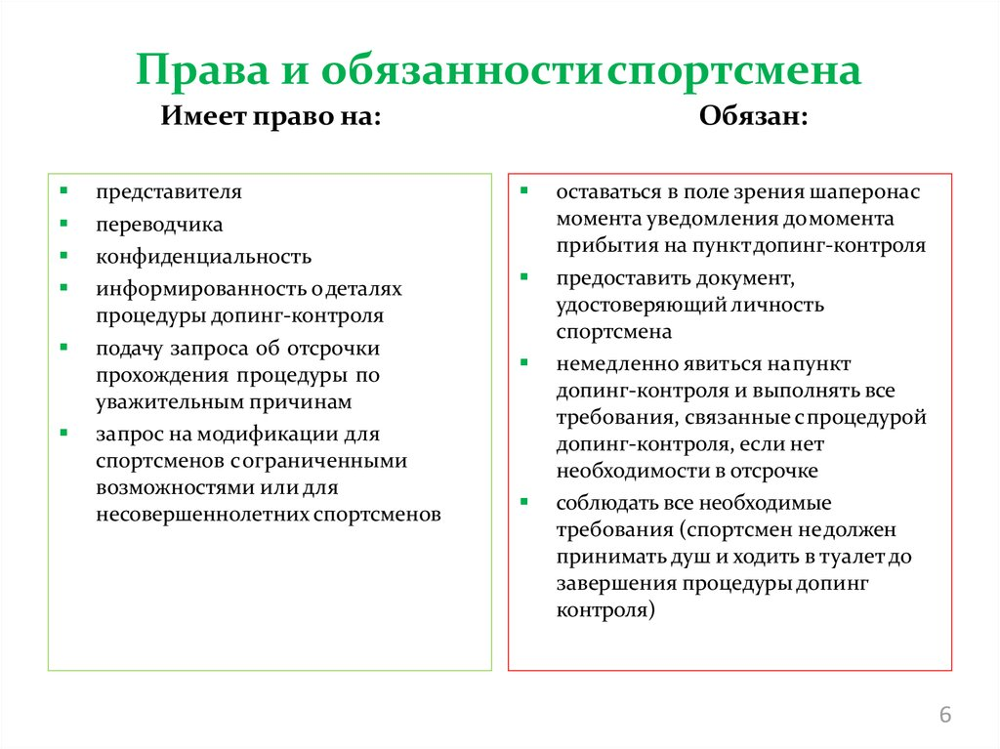 Права и обязанности спортсмена
Имеет право на:
▪ представителя
▪ переводчика
▪ конфиденциальность
▪ информированность о деталях
процедуры допинг-контроля
▪ подачу запроса об отсрочки
прохождения процедуры по
уважительным причинам
▪ запрос на модификации для
спортсменов с ограниченными
возможностями или для
несовершеннолетних спортсменов
Обязан:
▪ оставаться в поле зрения шаперона с
момента уведомления до момента
прибытия на пункт допинг-контроля
▪ предоставить документ,
удостоверяющий личность
спортсмена
▪ немедленно явиться на пункт
допинг-контроля и выполнять все
требования, связанные с процедурой
допинг-контроля, если нет
необходимости в отсрочке
▪ соблюдать все необходимые
требования (спортсмен не должен
принимать душ и ходить в туалет до
завершения процедуры допинг
контроля)
6